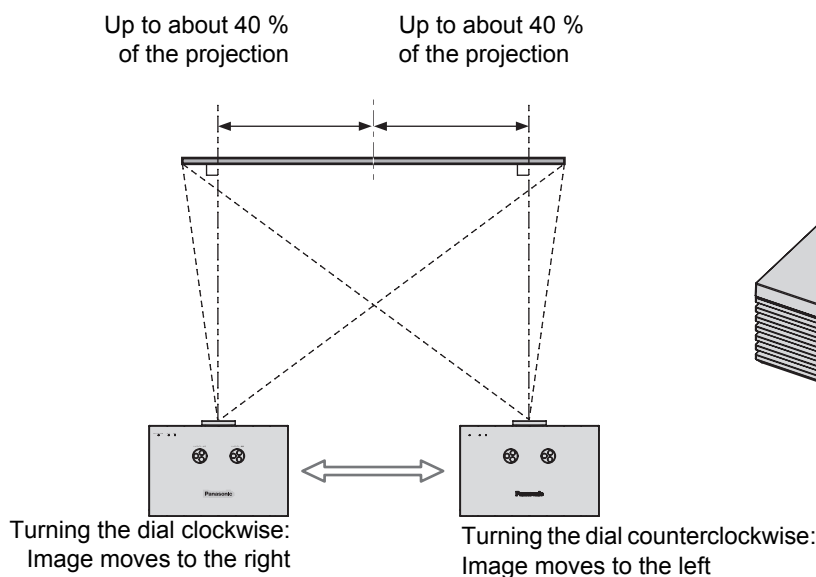 Up to about 40 %
of the projection
Up to about 40 %
of the projection
Panasonic
Panasonic
Turning the dial clockwise:
Image moves to the right
Turning the dial counterclockwise:
Image moves to the left